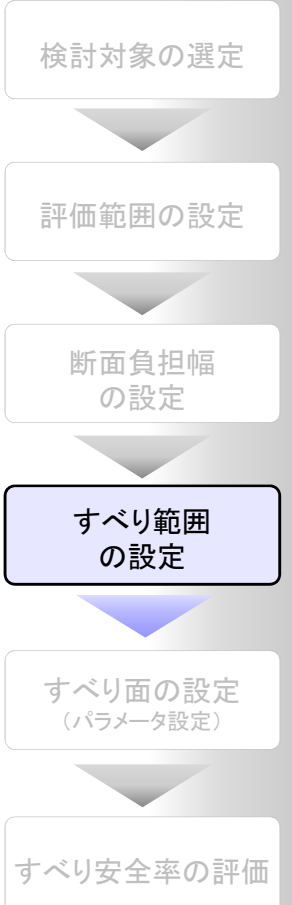 検討対象の選定
評価範囲の設定
断面負担幅
の設定
すべり範囲
の設定
すべり面の設定
（パラメータ設定）
すべり安全率の評価